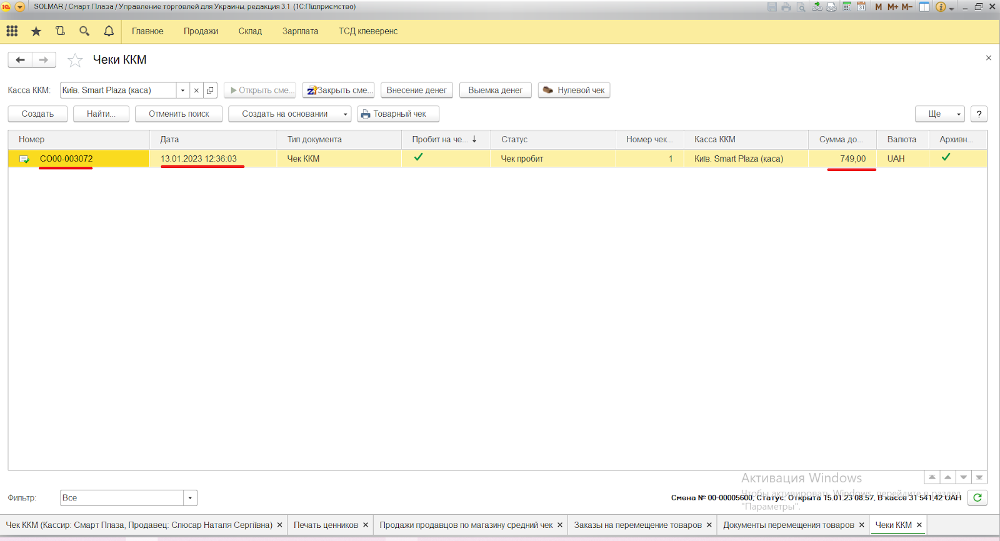 SOLMAR / Смарт Плаза / Управление торговлей для Украины, редакция 3.1 (1С:Підприємство)
31 M M+ M-
Главное Продажи Склад Зарплата ТСД клеверенс
Чеки ККМ
Касса ККМ: Київ. Smart Plaza (каса) Открыть сме... Закрыть сме... Внесение денег Выемка денег Нулевой чек
Создать Найти... Отменить поиск Создать на основании Товарный чек Ще ?
Номер Дата Тип документа Пробит на че... ↓ Статус Номер чек... Касса ККМ Сумма до... Валюта Архивн...
СО00-003072 13.01.2023 12:36:03 Чек ККМ Чек пробит 1 Київ. Smart Plaza (каса) 749,00 UAH
Активация Windows
Чтобы активировать Windows, перейдите в раздел
"Параметры".
Фильтр: Все Смена № 00-00005600, Статус: Открыта 15.01.23 08:57, В кассе 31 541,42 UAH
Чек ККМ (Кассир: Смарт Плаза, Продавец: Слюсар Наталя Сергіївна) × Печать ценников × Продажи продавцов по магазину средний чек × Заказы на перемещение товаров × Документы перемещения товаров × Чеки ККМ ×